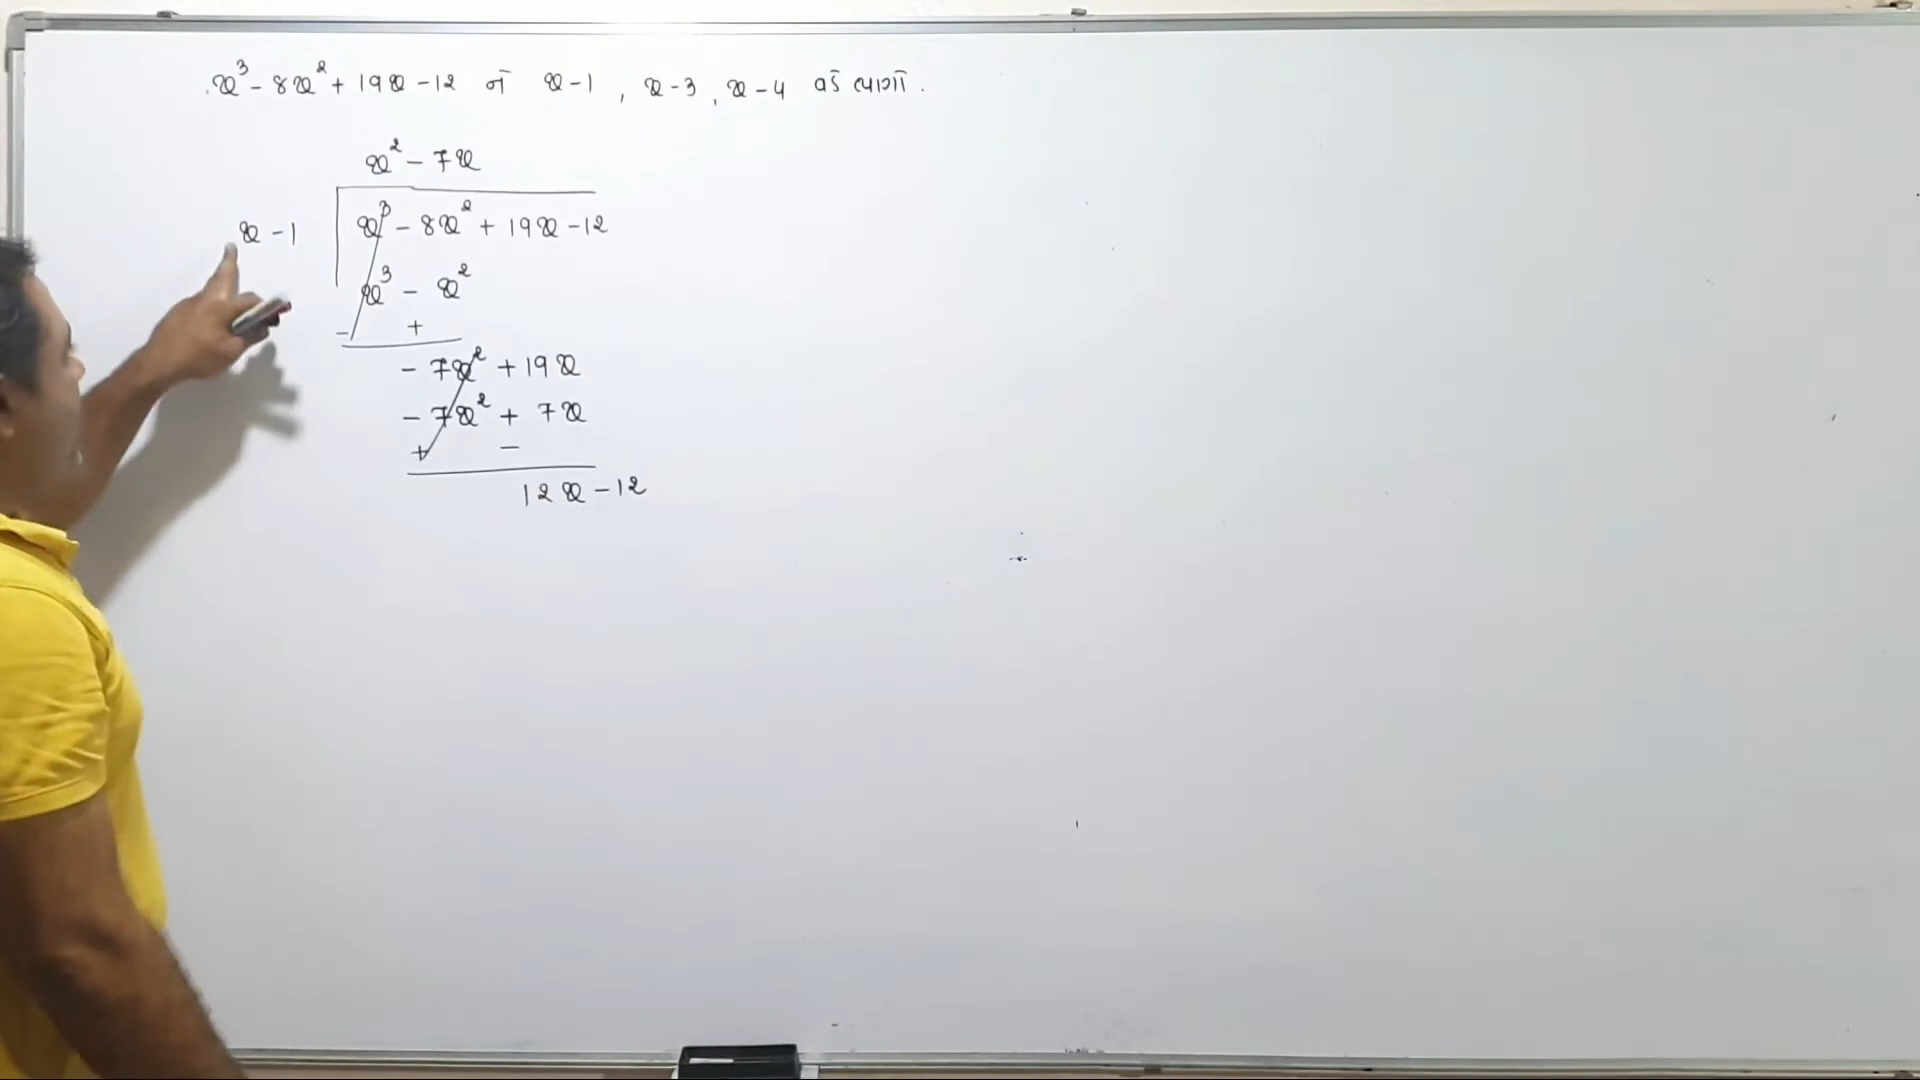 x³ - 8x² + 19x - 12 ને x - 1 , x - 3 , x - 4 વડે ભાગો .
x² - 7x
x - 1 x³ - 8x² + 19x - 12
x³ - x²
- +
- 7x² + 19x
- 7x² + 7x
+ -
12x - 12